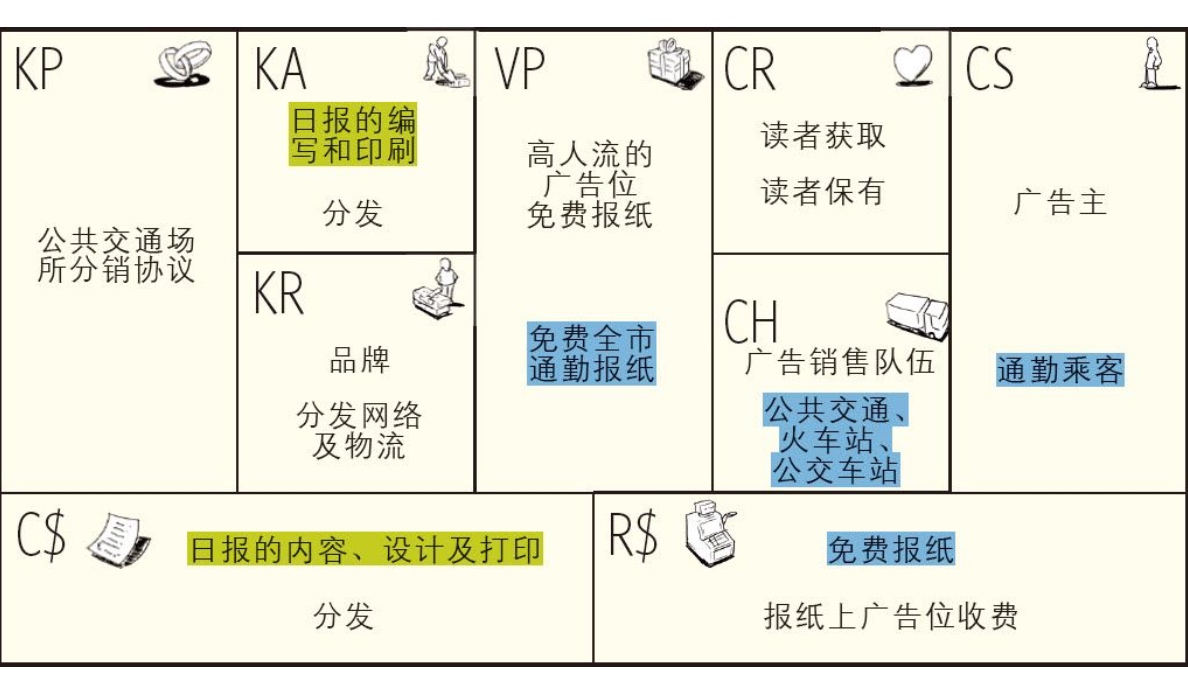 KP
公共交通场
所分销协议
KA
日报的编
写和印刷
分发
KR
品牌
分发网络
及物流
VP
高人流的
广告位
免费报纸
免费全市
通勤报纸
CR
读者获取
读者保有
CH
广告销售队伍
公共交通、
火车站、
公交车站
CS
广告主
通勤乘客
C$
日报的内容、设计及打印
分发
R$
免费报纸
报纸上广告位收费